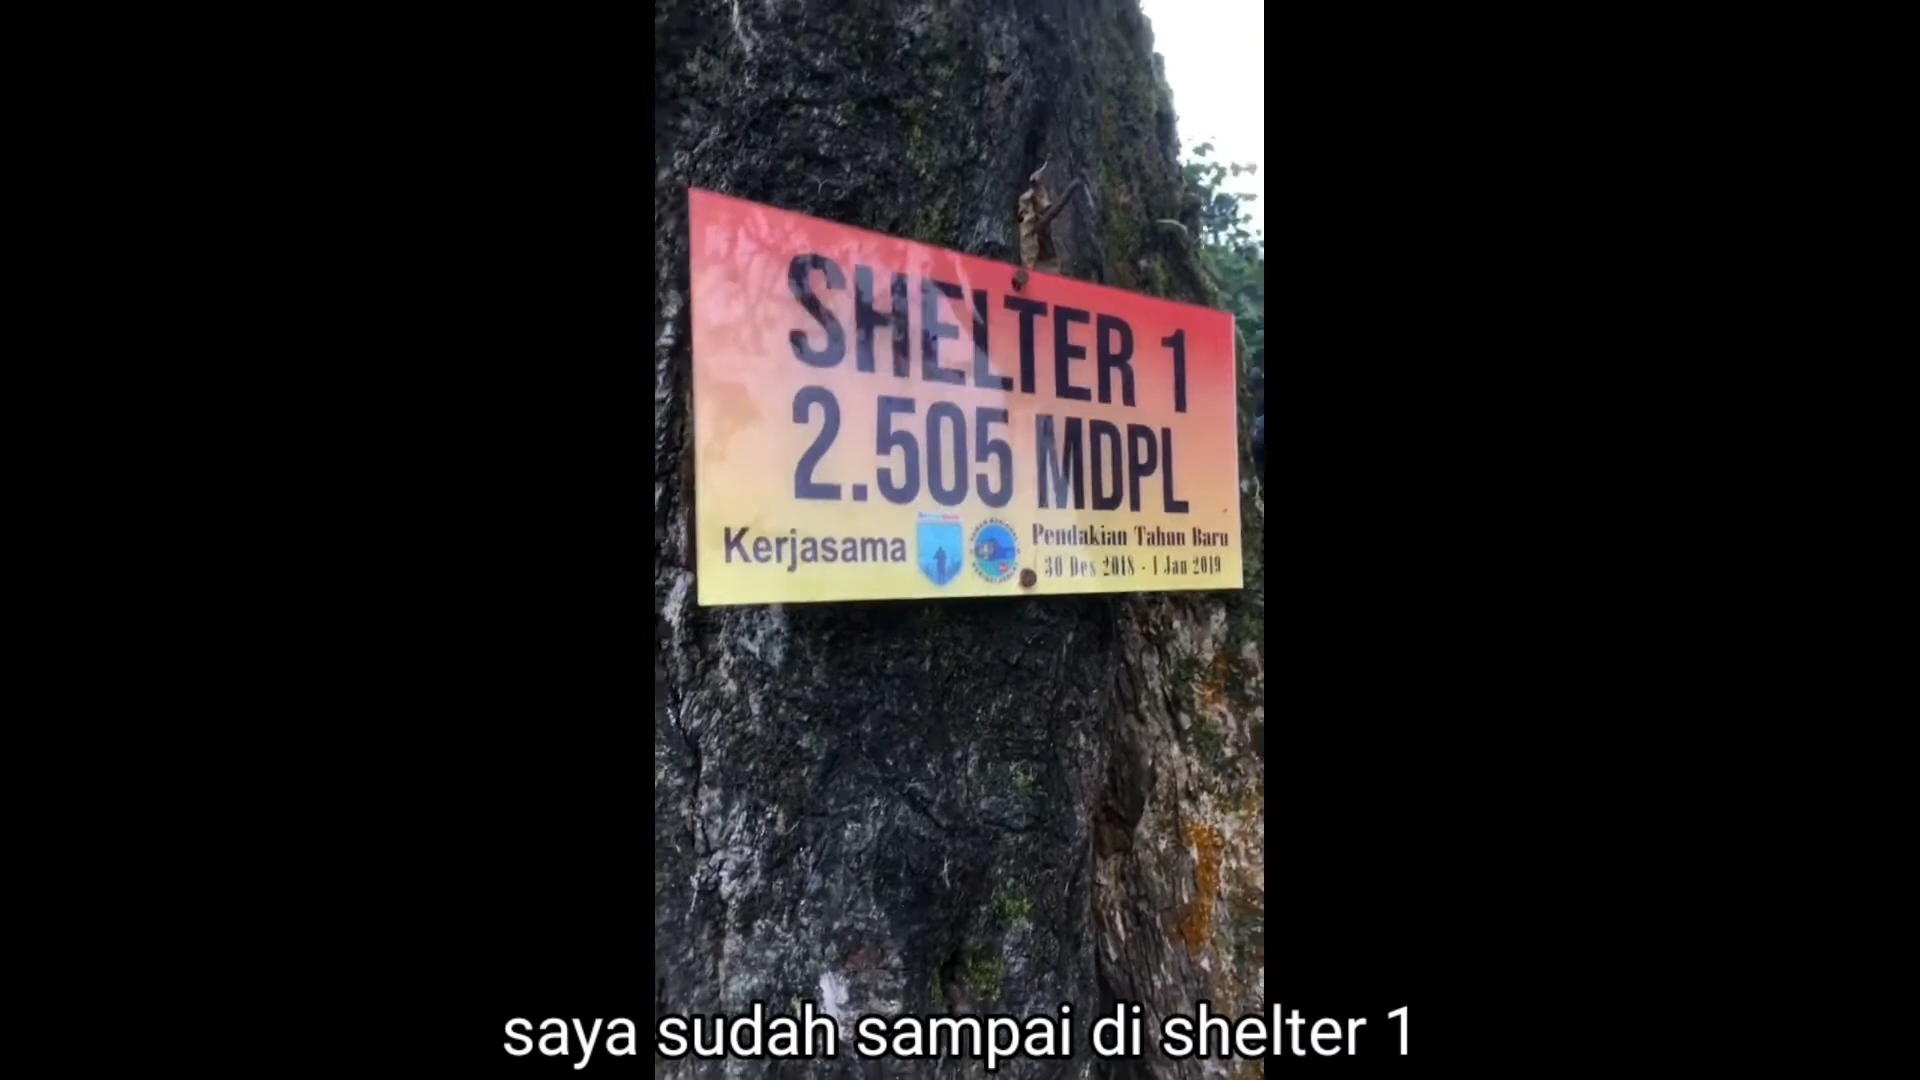 SHELTER 1
2.505 MDPL
Kerjasama
Pendakian Tahun Baru
30 Des 2018 - 1 Jan 2019
saya sudah sampai di shelter 1